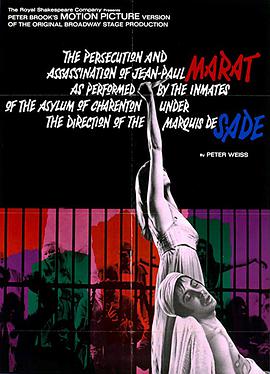 The Royal Shakespeare Company Presents
PETER BROOK'S MOTION PICTURE VERSION
OF THE ORIGINAL BROADWAY STAGE PRODUCTION
THE PERSECUTION AND
ASSASSINATION OF JEAN-PAUL MARAT
AS PERFORMED BY THE INMATES
OF THE ASYLUM OF CHARENTON UNDER
THE DIRECTION OF THE MARQUIS DE SADE
By PETER WEISS